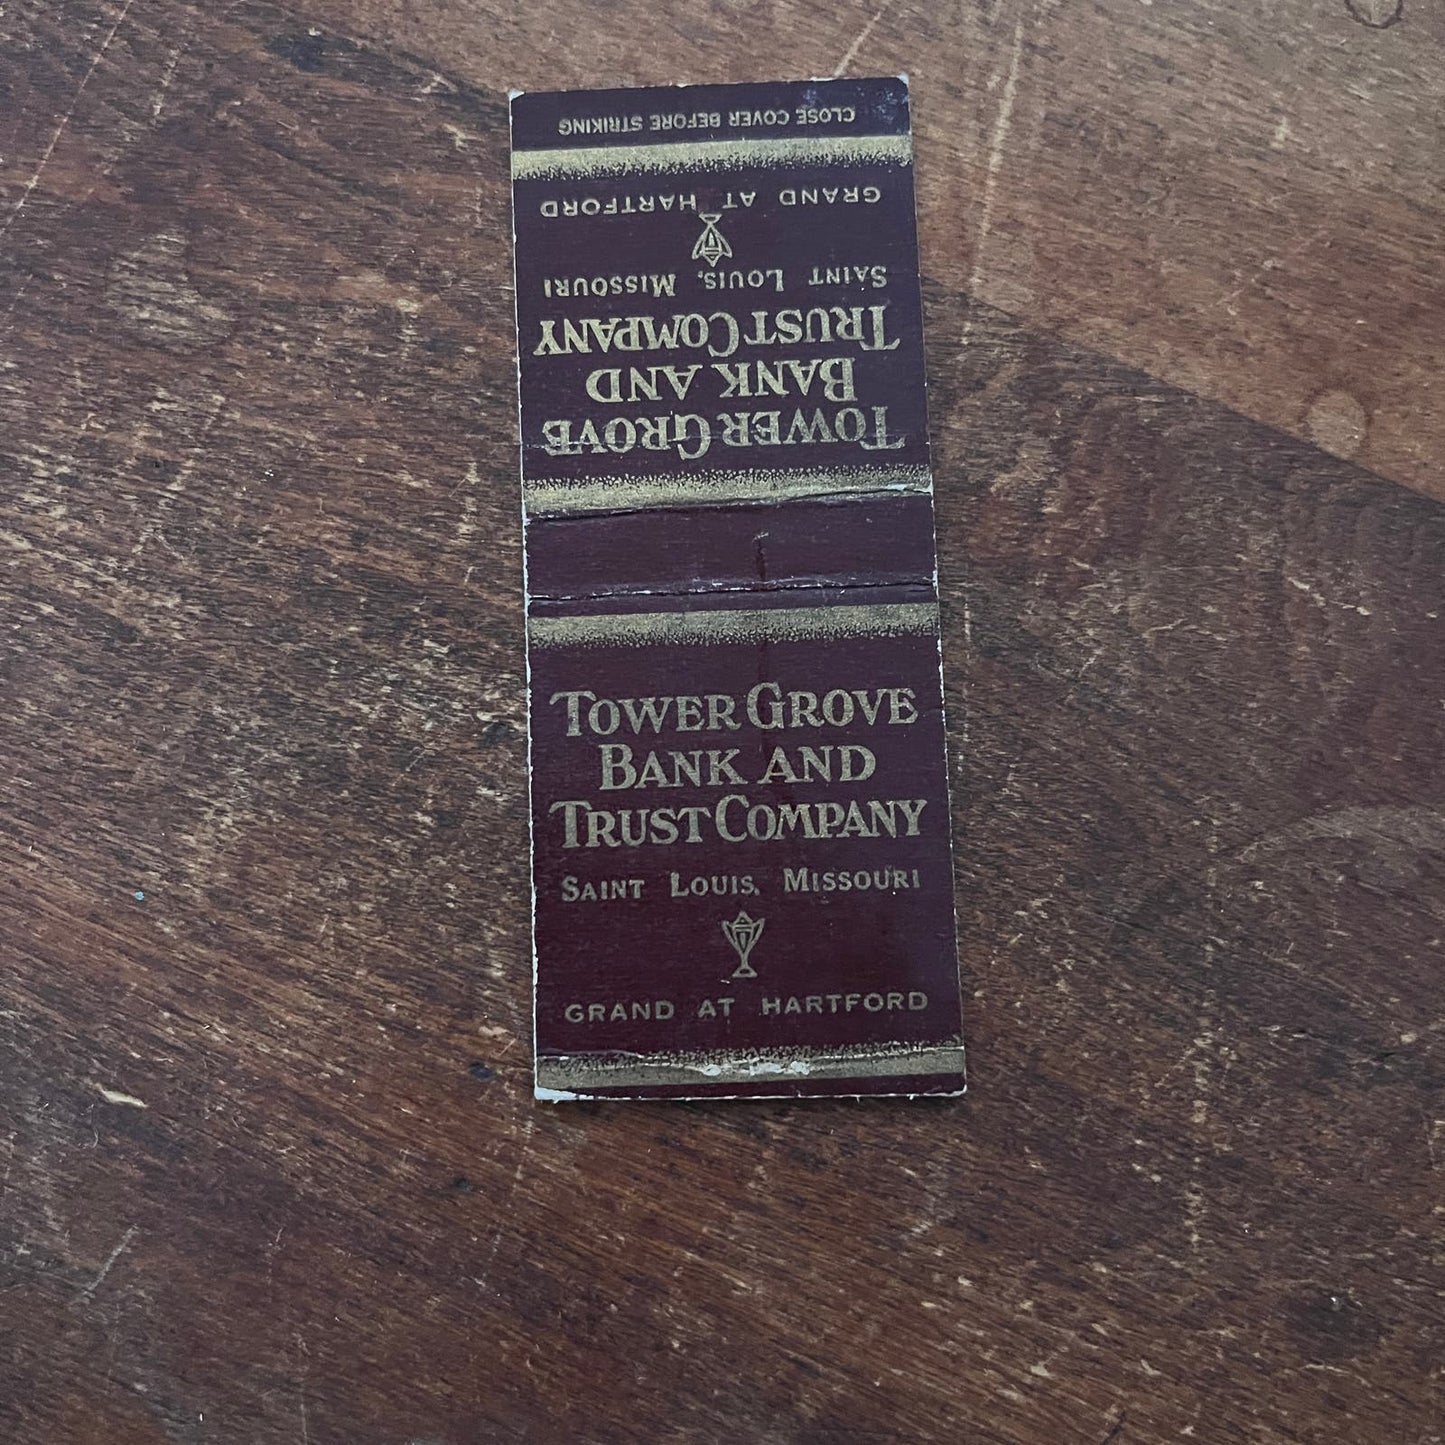 CLOSE COVER BEFORE STRIKING
GRAND AT HARTFORD
SAINT LOUIS, MISSOURI
TRUST COMPANY
BANK AND
TOWER GROVE
TOWER GROVE
BANK AND
TRUST COMPANY
SAINT LOUIS, MISSOURI
GRAND AT HARTFORD